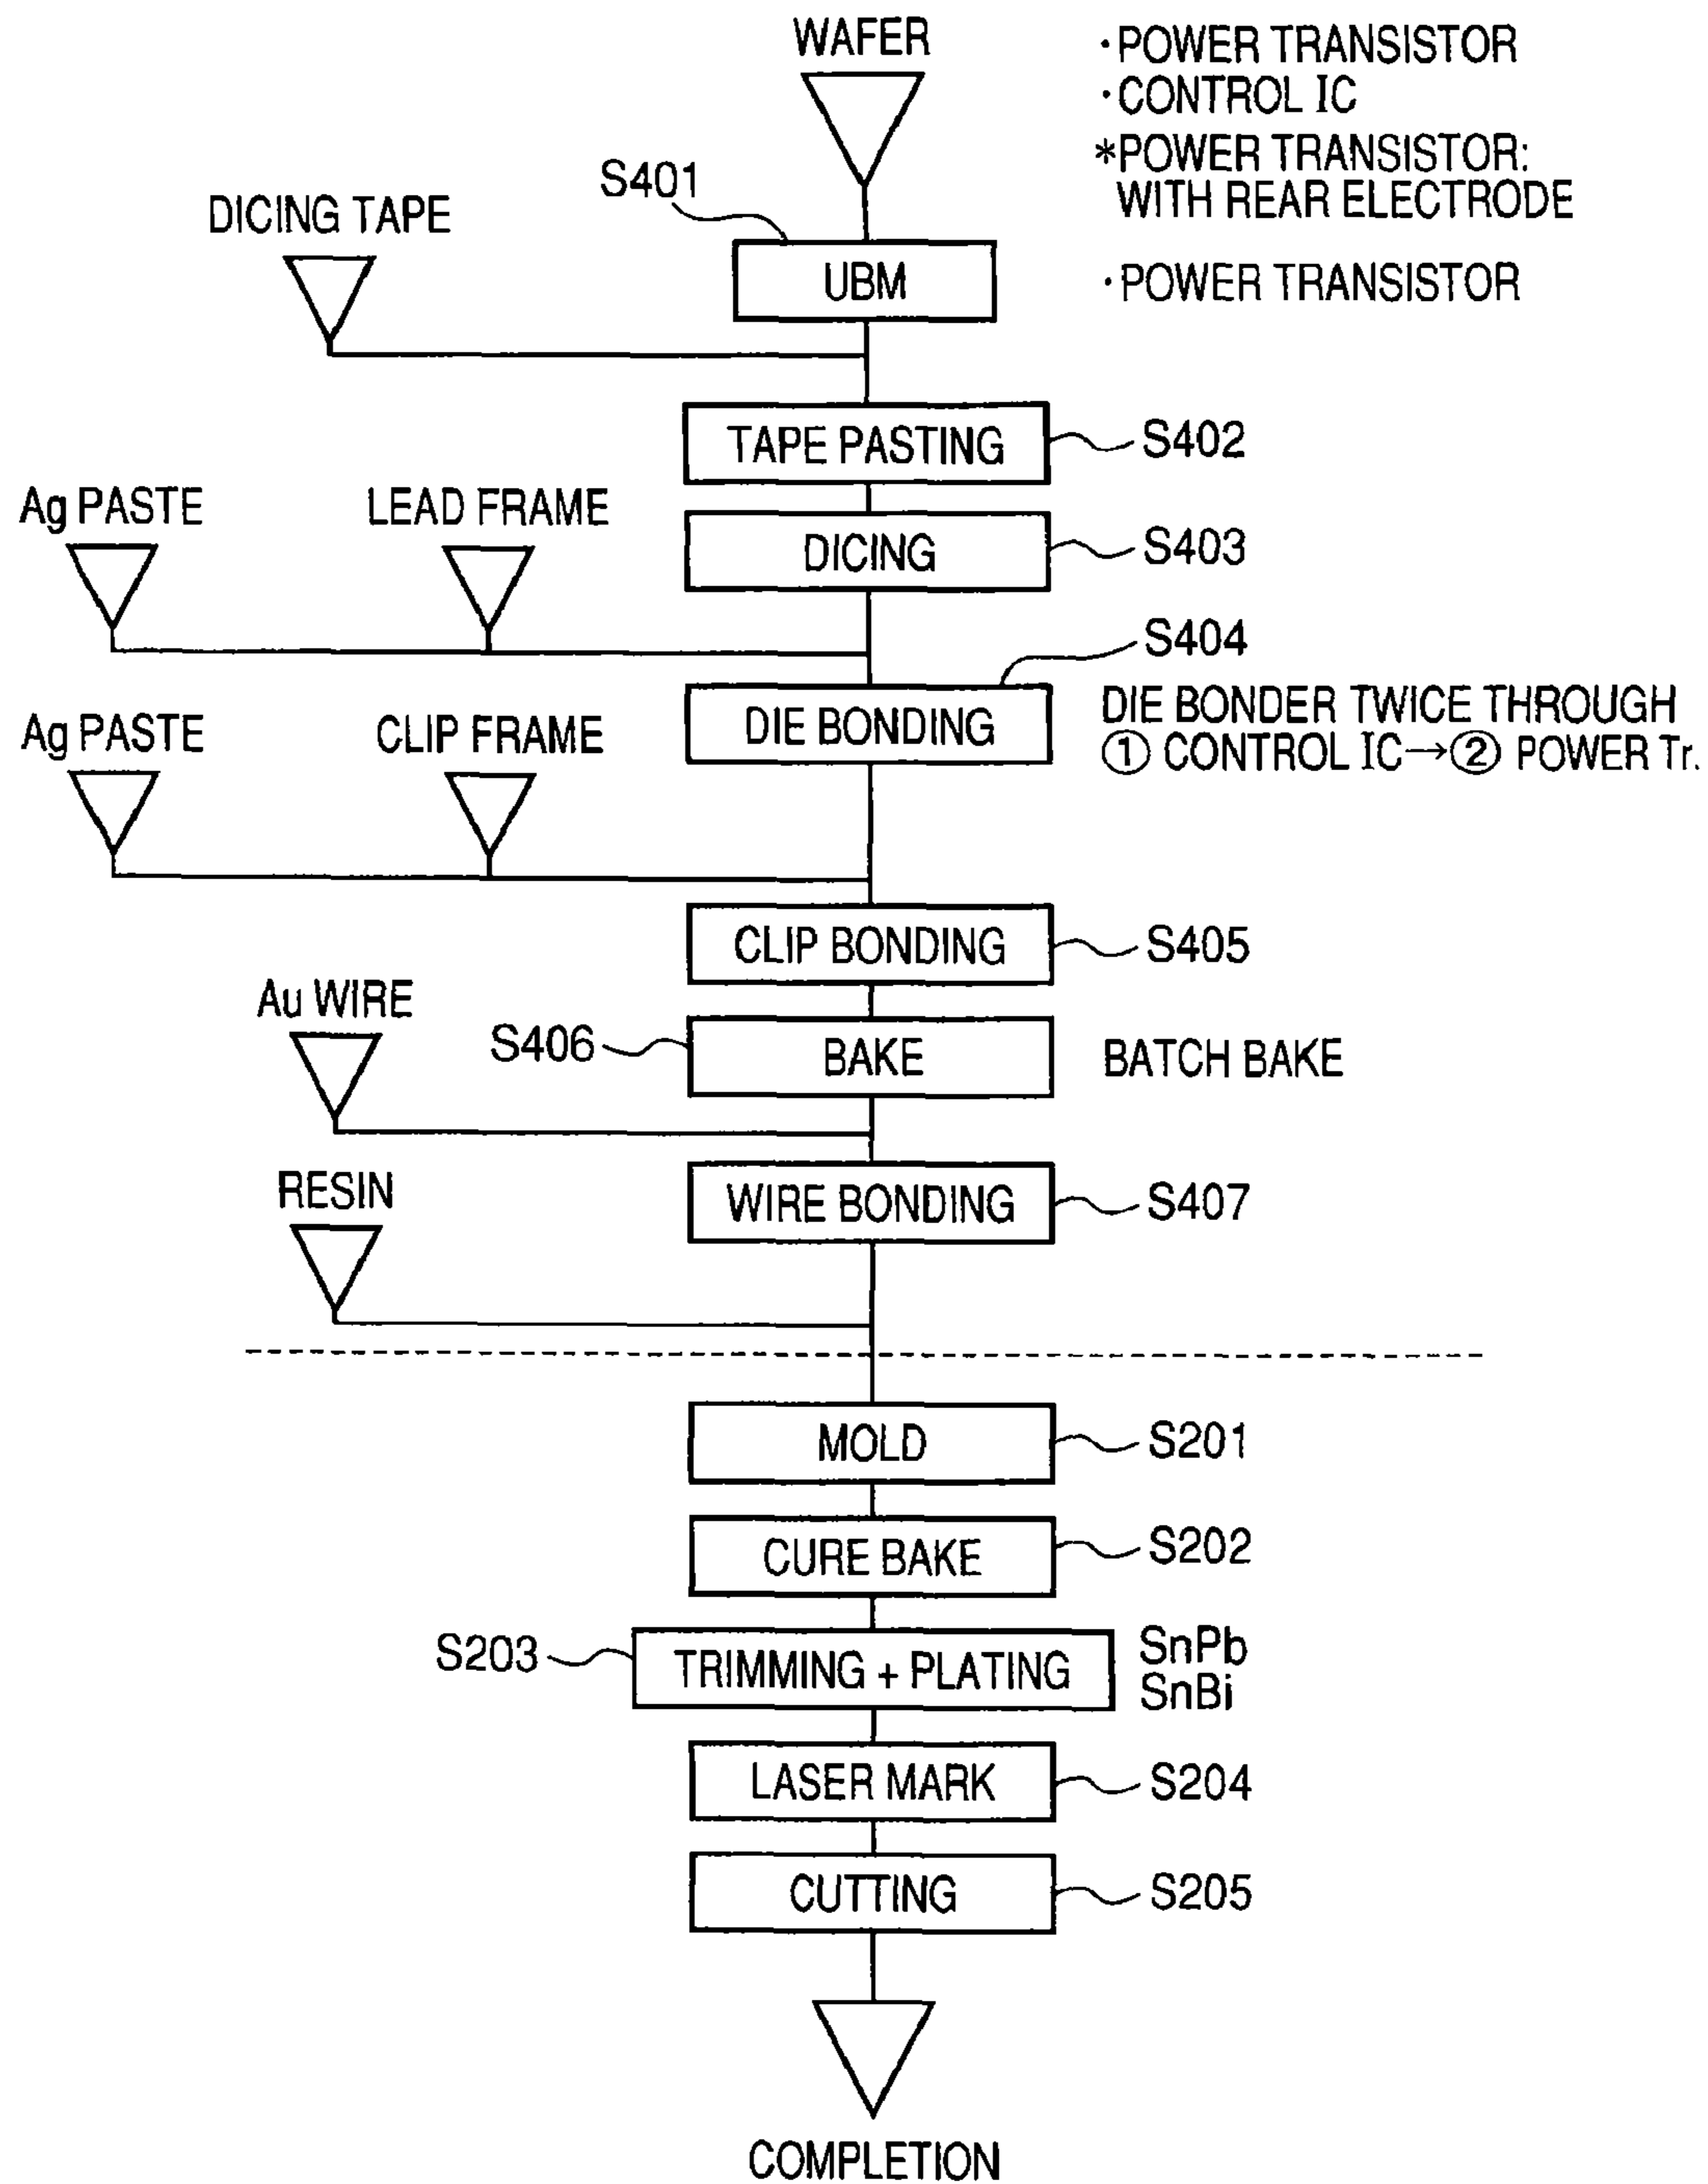 WAFER
·POWER TRANSISTOR
·CONTROL IC
*POWER TRANSISTOR:
WITH REAR ELECTRODE
S401
DICING TAPE
UBM
·POWER TRANSISTOR
TAPE PASTING
S402
Ag PASTE
LEAD FRAME
DICING
S403
S404
DIE BONDING
DIE BONDER TWICE THROUGH
① CONTROL IC→② POWER Tr.
Ag PASTE
CLIP FRAME
CLIP BONDING
S405
Au WIRE
S406
BAKE
BATCH BAKE
RESIN
WIRE BONDING
S407
MOLD
S201
CURE BAKE
S202
S203
TRIMMING + PLATING
SnPb
SnBi
LASER MARK
S204
CUTTING
S205
COMPLETION